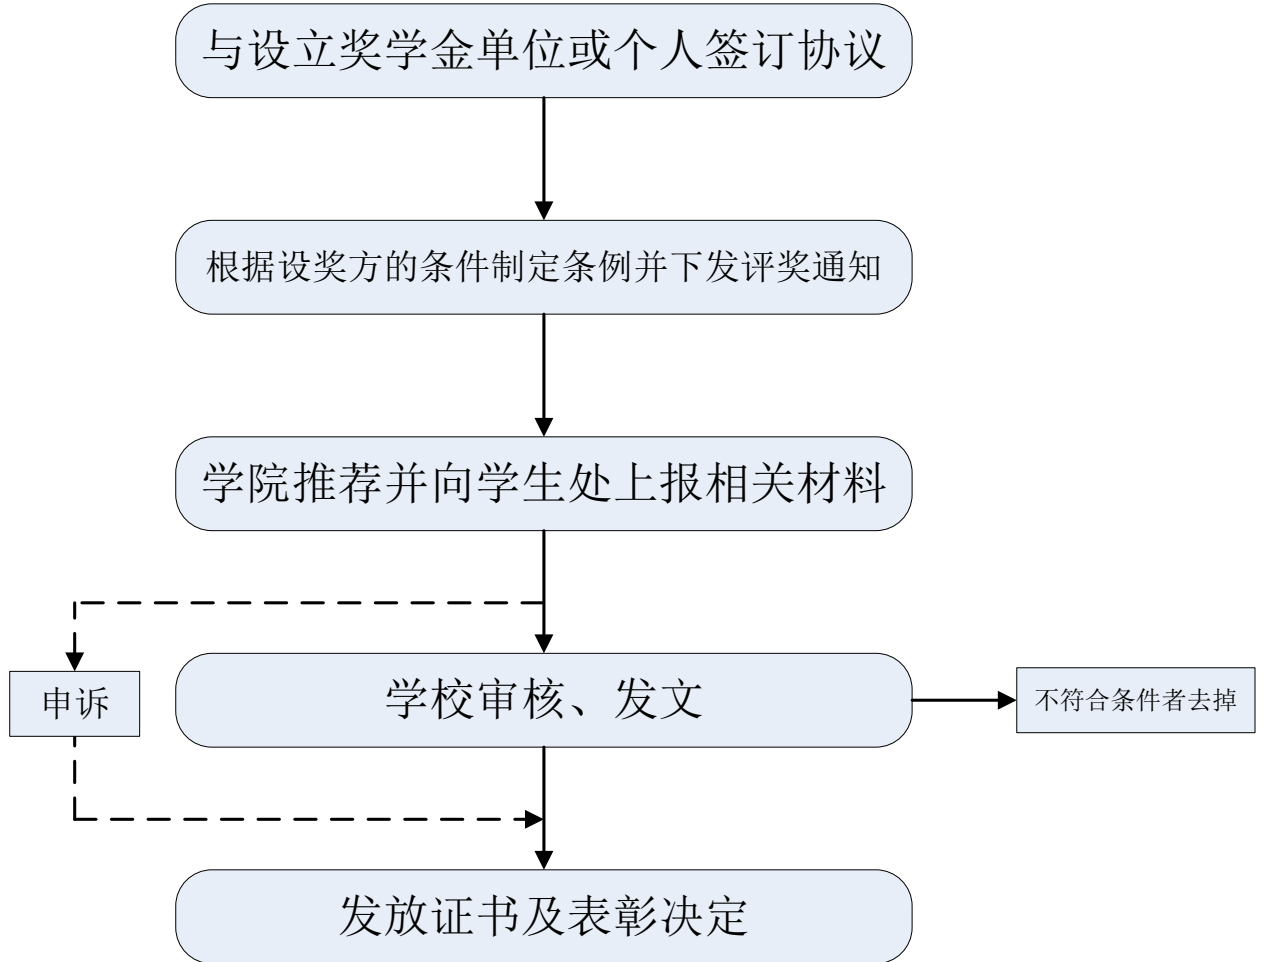 与设立奖学金单位或个人签订协议
根据设奖方的条件制定条例并下发评奖通知
学院推荐并向学生处上报相关材料
申诉
学校审核、发文
不符合条件者去掉
发放证书及表彰决定